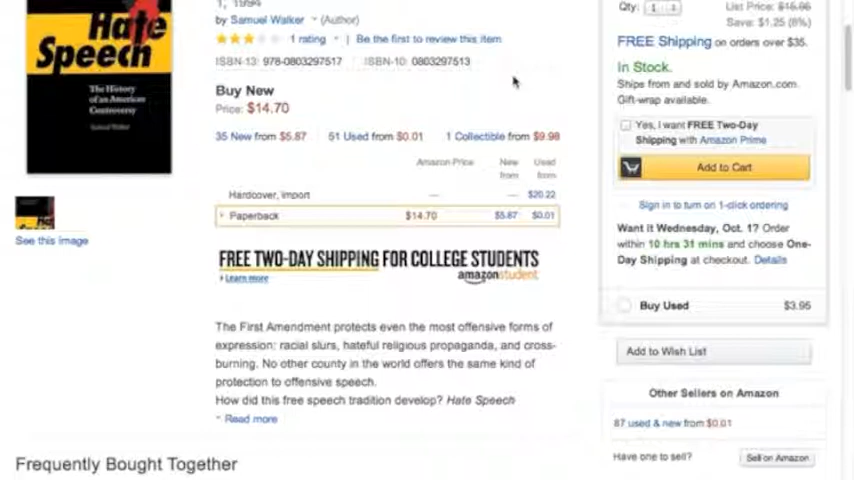 Hate
Speech
The History
of an American
Controversy
Samuel Walker
See this image
1, 1994
by Samuel Walker (Author)
1 rating | Be the first to review this item
ISBN-13: 978-0803297517 ISBN-10: 0803297513
Buy New
Price: $14.70
35 New from $5.87 51 Used from $0.01 1 Collectible from $9.98
Amazon Price New from Used from
Hardcover, Import — — $20.22
Paperback $14.70 $5.87 $0.01
FREE TWO-DAY SHIPPING FOR COLLEGE STUDENTS
Learn more amazonstudent
The First Amendment protects even the most offensive forms of
expression: racial slurs, hateful religious propaganda, and cross-
burning. No other county in the world offers the same kind of
protection to offensive speech.
How did this free speech tradition develop? Hate Speech
Read more
Frequently Bought Together
Qty: 1
List Price: $15.95
Save: $1.25 (8%)
FREE Shipping on orders over $35.
In Stock.
Ships from and sold by Amazon.com.
Gift-wrap available.
Yes, I want FREE Two-Day
Shipping with Amazon Prime
Add to Cart
Sign in to turn on 1-click ordering
Want it Wednesday, Oct. 1? Order
within 10 hrs 31 mins and choose One-
Day Shipping at checkout. Details
Buy Used $3.95
Add to Wish List
Other Sellers on Amazon
87 used & new from $0.01
Have one to sell? Sell on Amazon